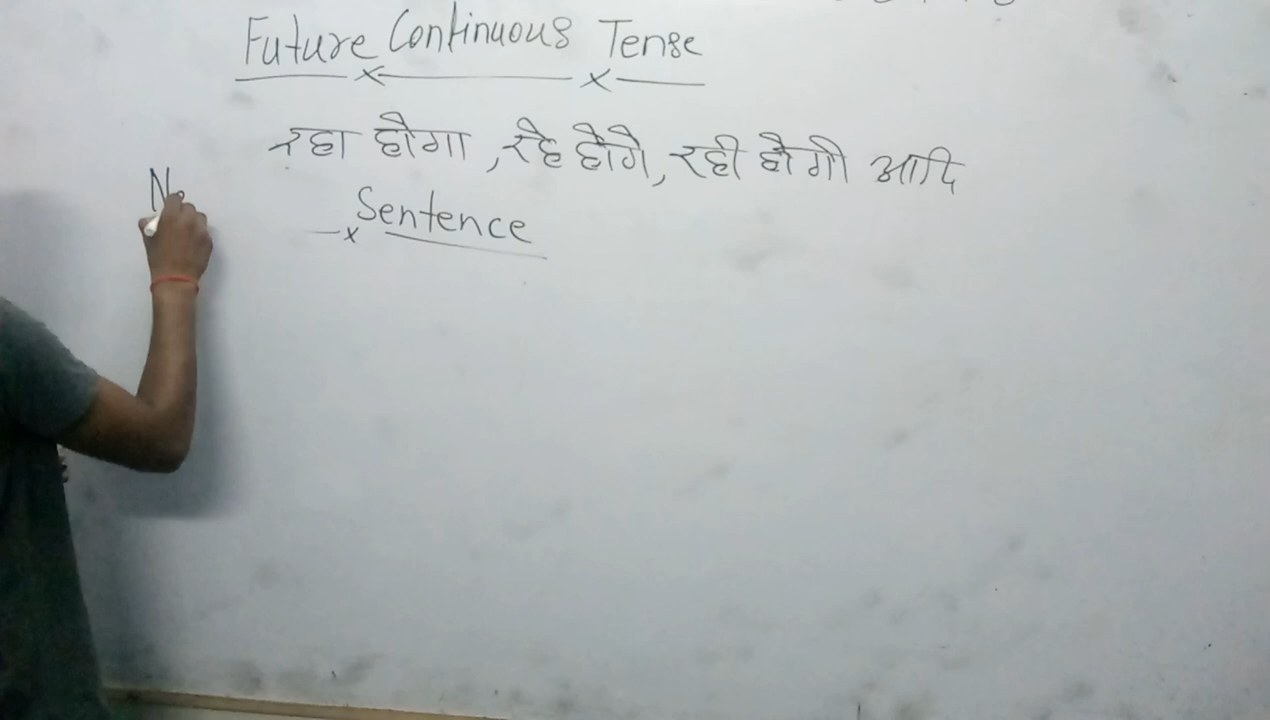 Future Continuous Tense
रहा होगा, रहे होंगे, रही होगी आदि
Sentence